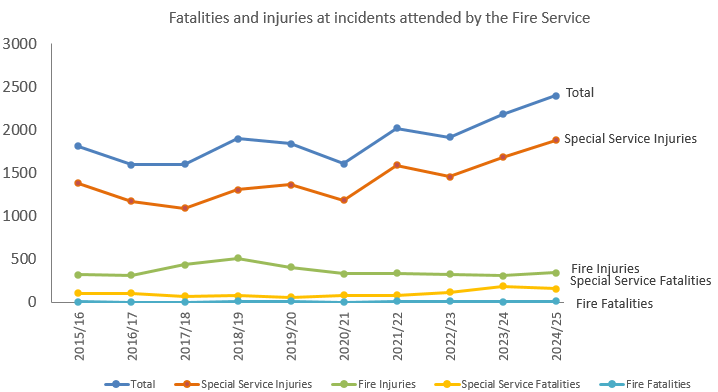 Fatalities and injuries at incidents attended by the Fire Service
3000
2500
2000
1500
1000
500
0
Total
Special Service Injuries
Fire Injuries
Special Service Fatalities
Fire Fatalities
2015/16
2016/17
2017/18
2018/19
2019/20
2020/21
2021/22
2022/23
2023/24
2024/25
Total Special Service Injuries Fire Injuries Special Service Fatalities Fire Fatalities